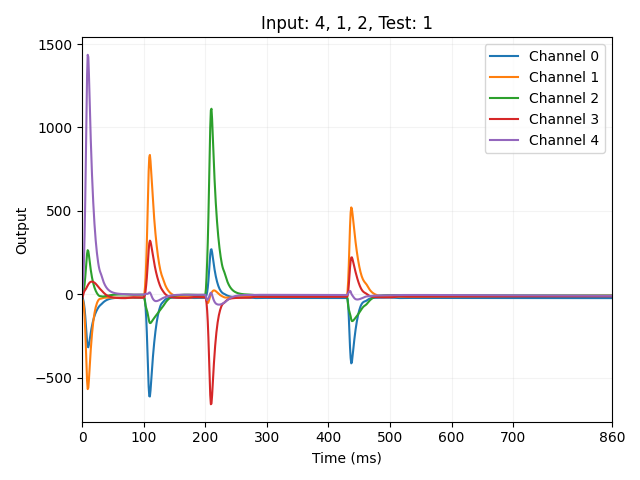 Input: 4, 1, 2, Test: 1
1500
1000
500
0
−500
Output
Channel 0
Channel 1
Channel 2
Channel 3
Channel 4
0 100 200 300 400 500 600 700 860
Time (ms)